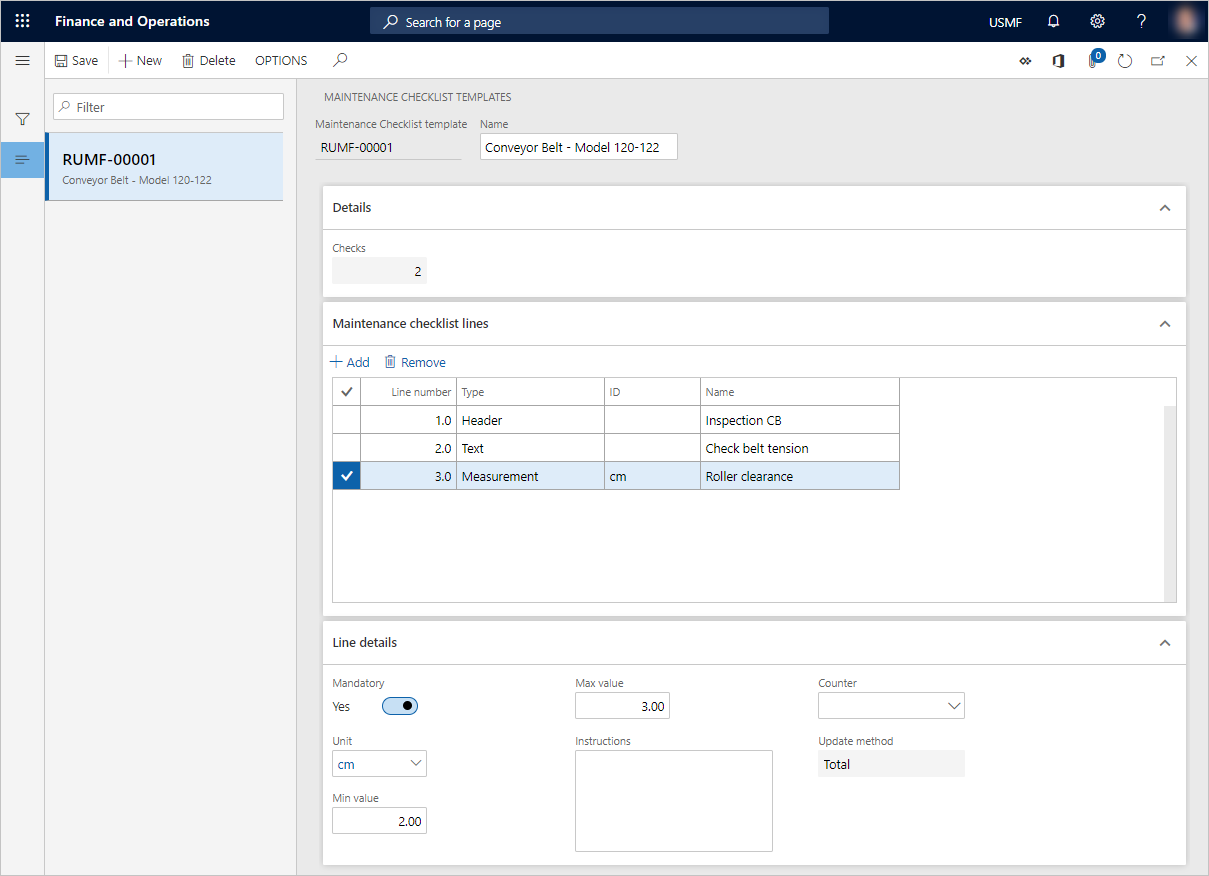 Finance and Operations
Search for a page
USMF
?
Save
New
Delete
OPTIONS
0
Filter
RUMF-00001
Conveyor Belt - Model 120-122
MAINTENANCE CHECKLIST TEMPLATES
Maintenance Checklist template Name
RUMF-00001 Conveyor Belt - Model 120-122
Details
Checks
2
Maintenance checklist lines
Add Remove
Line number Type ID Name
1.0 Header Inspection CB
2.0 Text Check belt tension
3.0 Measurement cm Roller clearance
Line details
Mandatory Max value Counter
Yes 3.00
Unit Instructions Update method
cm Total
Min value
2.00